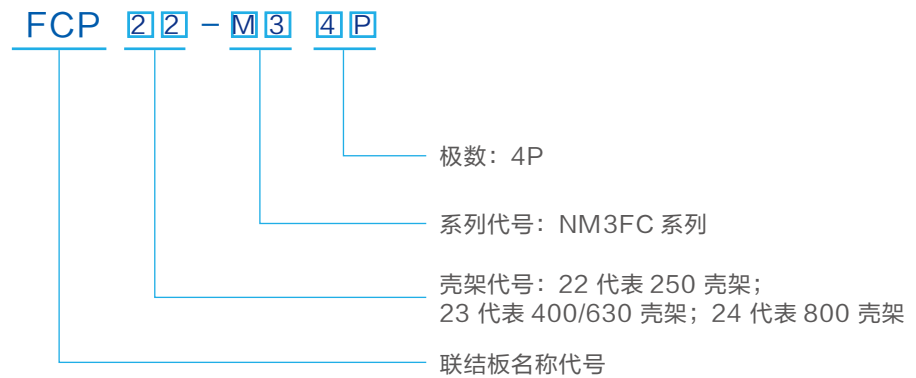 FCP 22-M3 4P
极数：4P
系列代号：NM3FC 系列
壳架代号：22 代表 250 壳架；
23 代表 400/630 壳架；24 代表 800 壳架
联结板名称代号